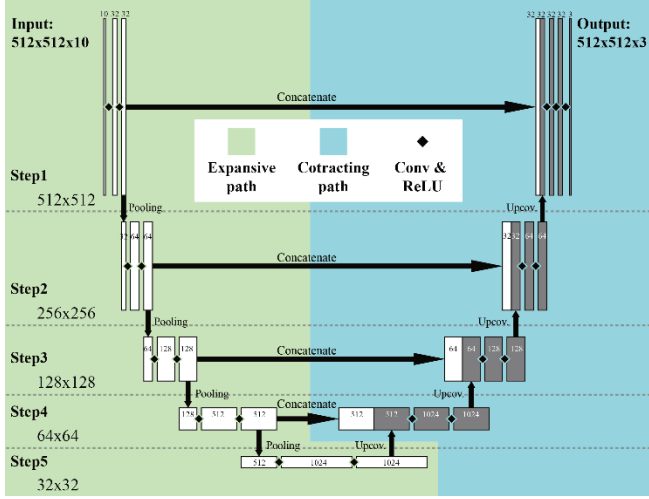 Input:
512x512x10
10 32 32
32 32 32 32 3
Output:
512x512x3
Concatenate
Expansive path
Cotracting path
Conv & ReLU
Step1
512x512
Pooling
Upcov.
32 64 64
Concatenate
32 32 64 64
Step2
256x256
Pooling
Upcov.
64 128 128
Concatenate
64 64 128 128
Step3
128x128
Pooling
Upcov.
128 312 512
Concatenate
312 512 1024 1024
Step4
64x64
Pooling
Upcov.
Step5
32x32
512 1024 1024